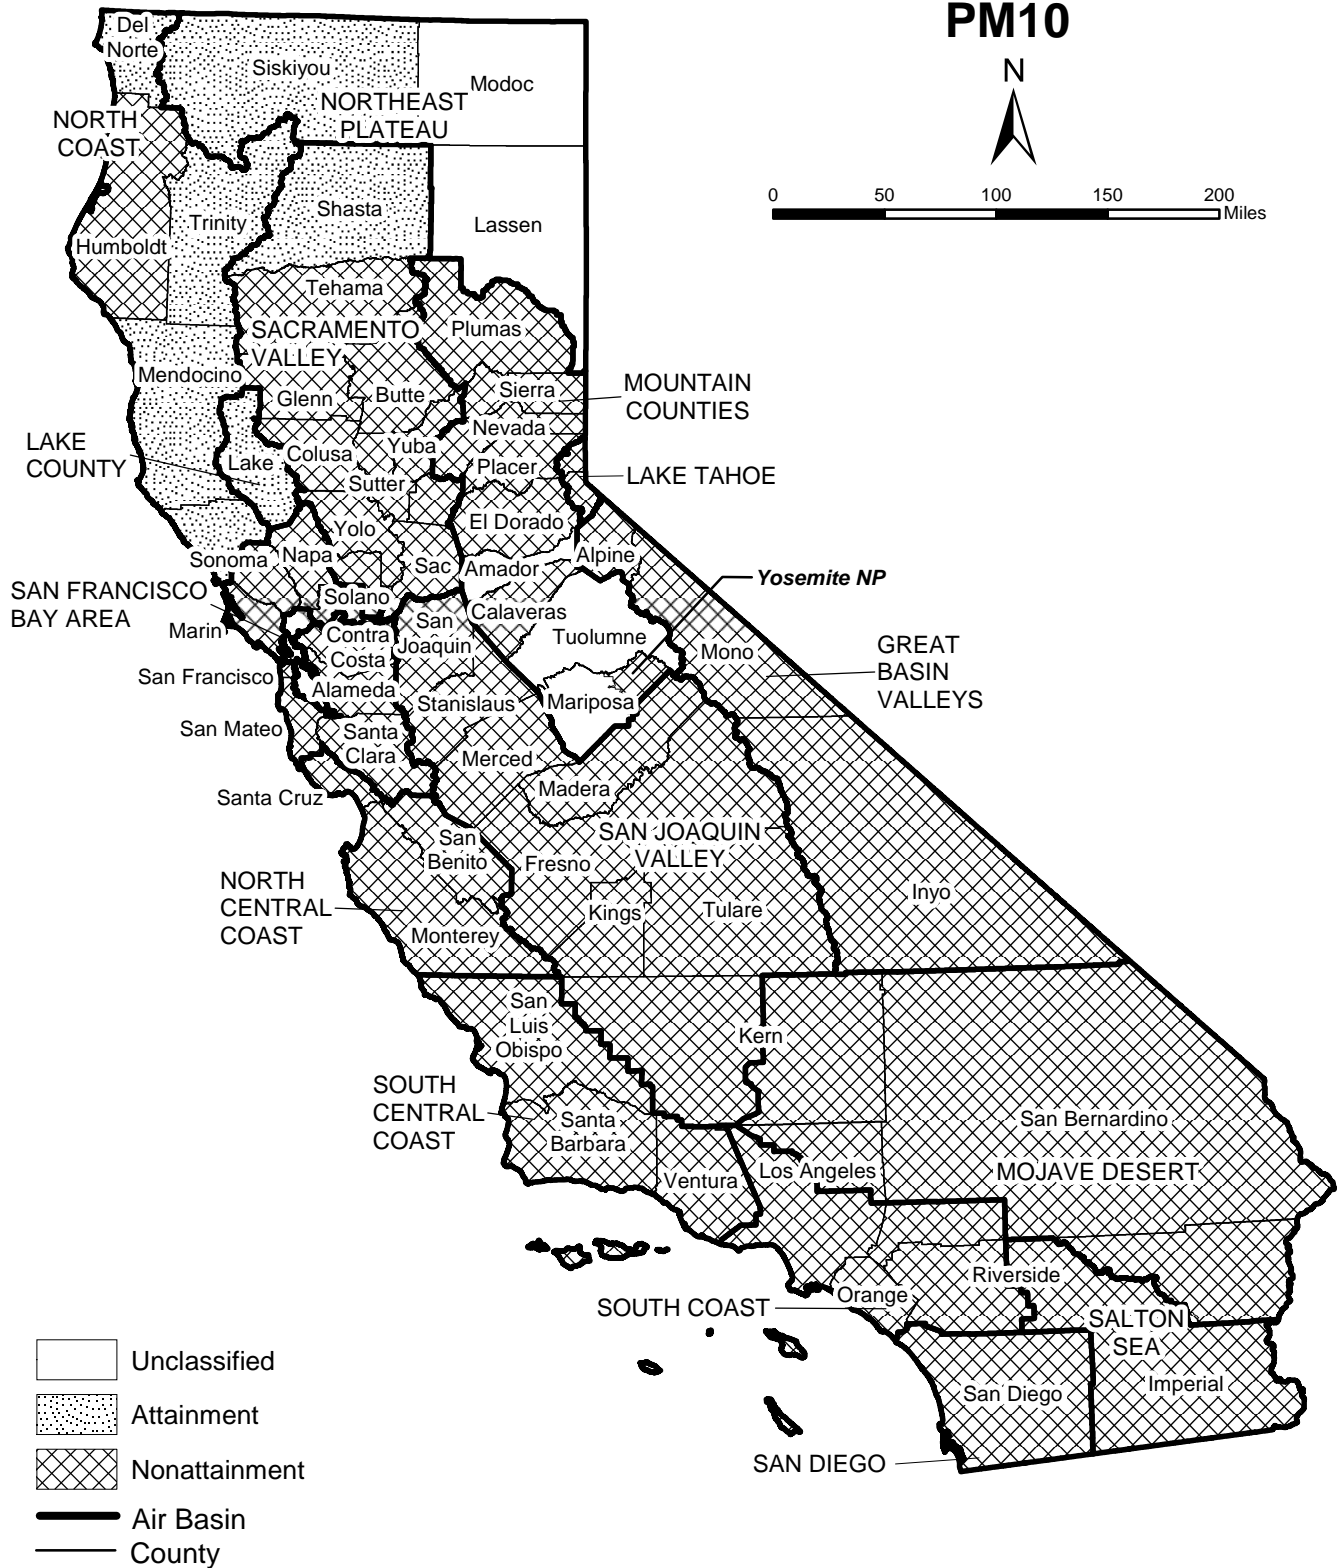 PM10
N
0 50 100 150 200
Miles
Del
Norte
Siskiyou
Modoc
NORTHEAST
PLATEAU
NORTH
COAST
Trinity
Shasta
Lassen
Humboldt
Tehama
SACRAMENTO
VALLEY
Plumas
Mendocino
Glenn
Butte
Sierra
MOUNTAIN
COUNTIES
Nevada
LAKE
COUNTY
Lake
Colusa
Yuba
Placer
LAKE TAHOE
Sutter
Yolo
El Dorado
Sonoma
Napa
Sac
Amador
Alpine
Yosemite NP
SAN FRANCISCO
BAY AREA
Solano
Calaveras
Marin
Contra
Costa
San
Joaquin
Tuolumne
Mono
GREAT
BASIN
VALLEYS
San Francisco
Alameda
Stanislaus
Mariposa
San Mateo
Santa
Clara
Merced
Santa Cruz
Madera
San
Benito
SAN JOAQUIN
VALLEY
Fresno
NORTH
CENTRAL
COAST
Kings
Tulare
Inyo
Monterey
San
Luis
Obispo
Kern
SOUTH
CENTRAL
COAST
Santa
Barbara
San Bernardino
Ventura
Los Angeles
MOJAVE DESERT
Riverside
Orange
SOUTH COAST
SALTON
SEA
Imperial
San Diego
SAN DIEGO
Unclassified
Attainment
Nonattainment
Air Basin
County